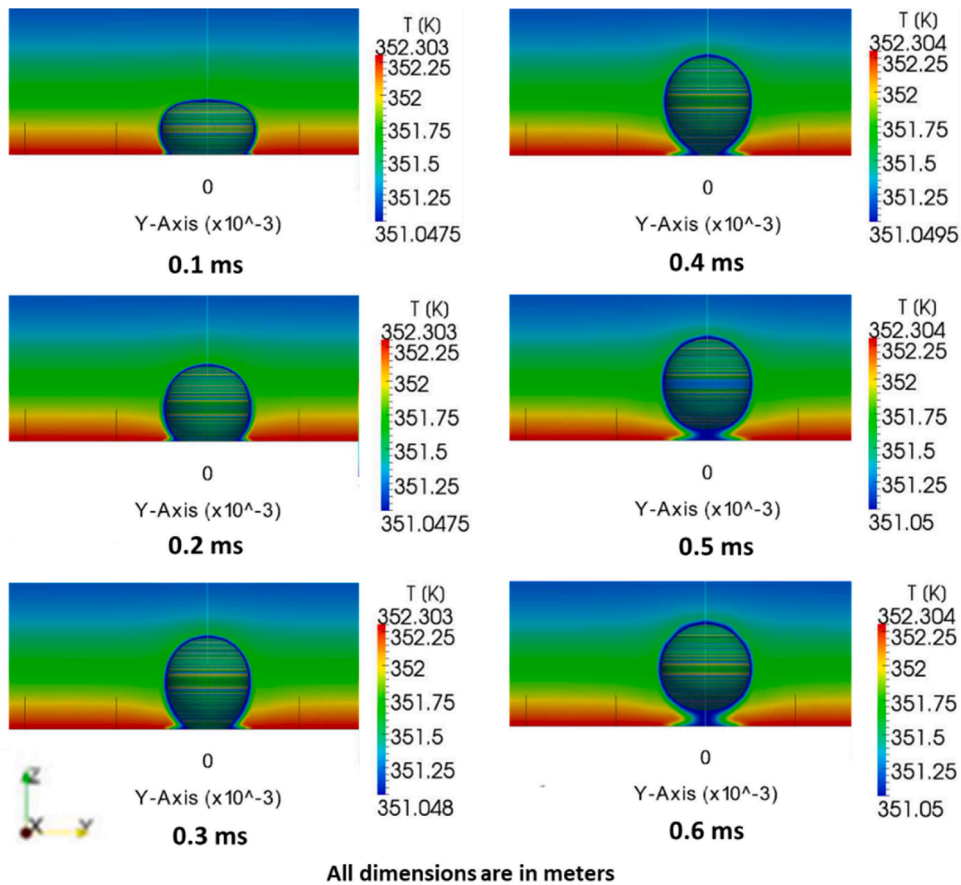 T (K)
352.303
352.25
352
351.75
351.5
351.25
351.0475
0
Y-Axis (x10^-3)
0.1 ms
T (K)
352.304
352.25
352
351.75
351.5
351.25
351.0495
0
Y-Axis (x10^-3)
0.4 ms
T (K)
352.303
352.25
352
351.75
351.5
351.25
351.0475
0
Y-Axis (x10^-3)
0.2 ms
T (K)
352.304
352.25
352
351.75
351.5
351.25
351.05
0
Y-Axis (x10^-3)
0.5 ms
T (K)
352.303
352.25
352
351.75
351.5
351.25
351.048
0
Y-Axis (x10^-3)
0.3 ms
T (K)
352.304
352.25
352
351.75
351.5
351.25
351.05
0
Y-Axis (x10^-3)
0.6 ms
Z
X
Y
All dimensions are in meters